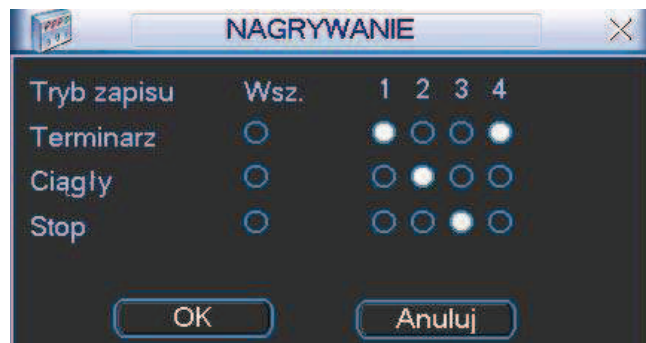 NAGRYWANIE
Tryb zapisu Wsz. 1 2 3 4
Terminarz
Ciągły
Stop
OK Anuluj